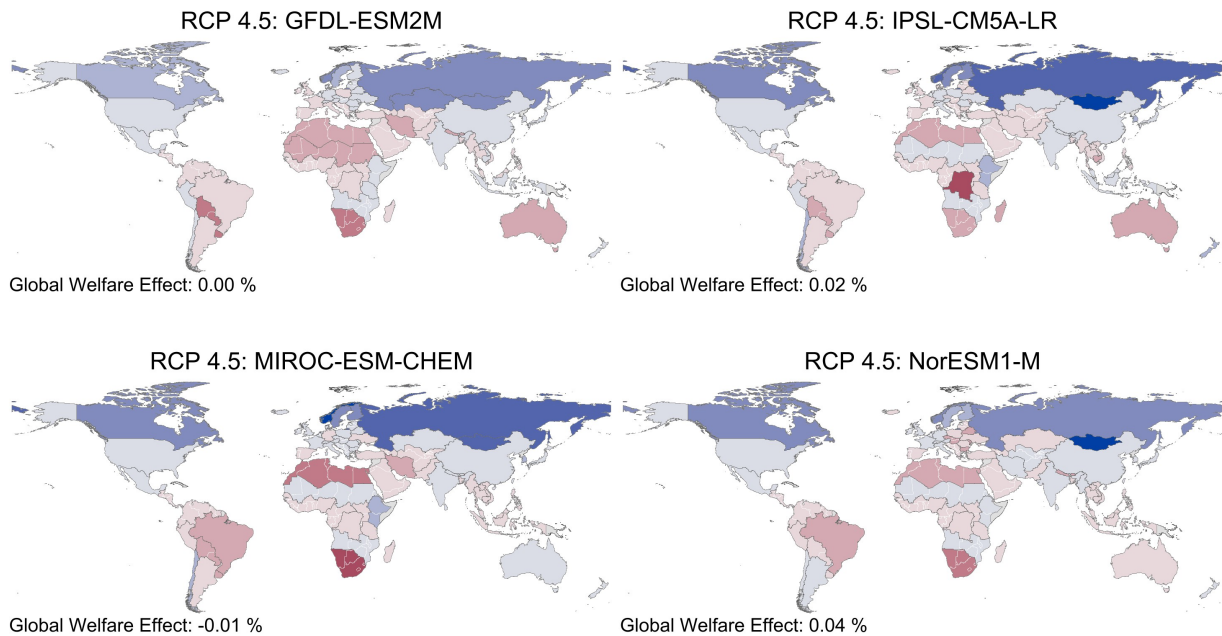 RCP 4.5: GFDL-ESM2M
RCP 4.5: IPSL-CM5A-LR
Global Welfare Effect: 0.00 %
Global Welfare Effect: 0.02 %
RCP 4.5: MIROC-ESM-CHEM
RCP 4.5: NorESM1-M
Global Welfare Effect: -0.01 %
Global Welfare Effect: 0.04 %